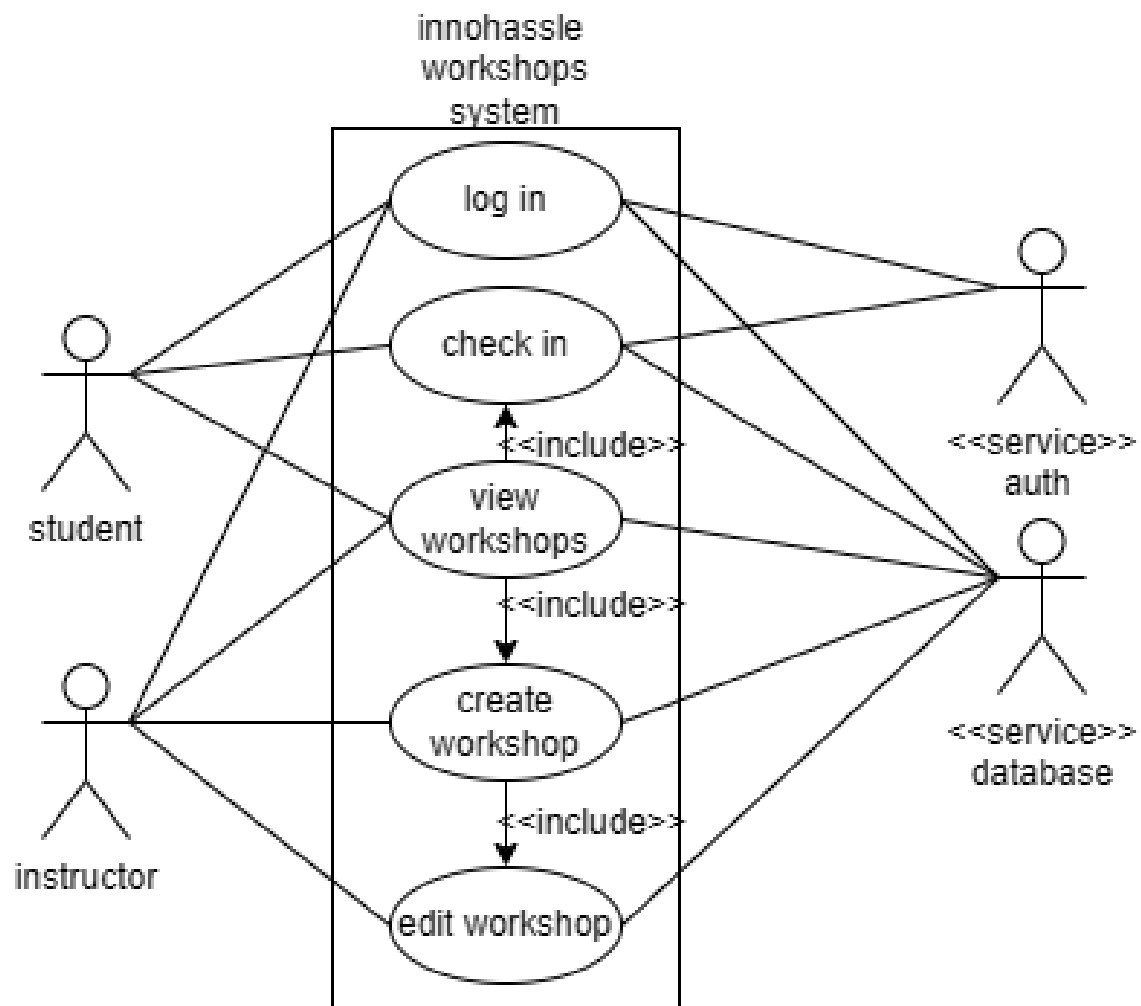 innohassle
workshops
system
log in
check in
<<include>>
<<service>>
auth
view
workshops
student
<<include>>
create
workshop
<<service>>
database
<<include>>
instructor
edit workshop